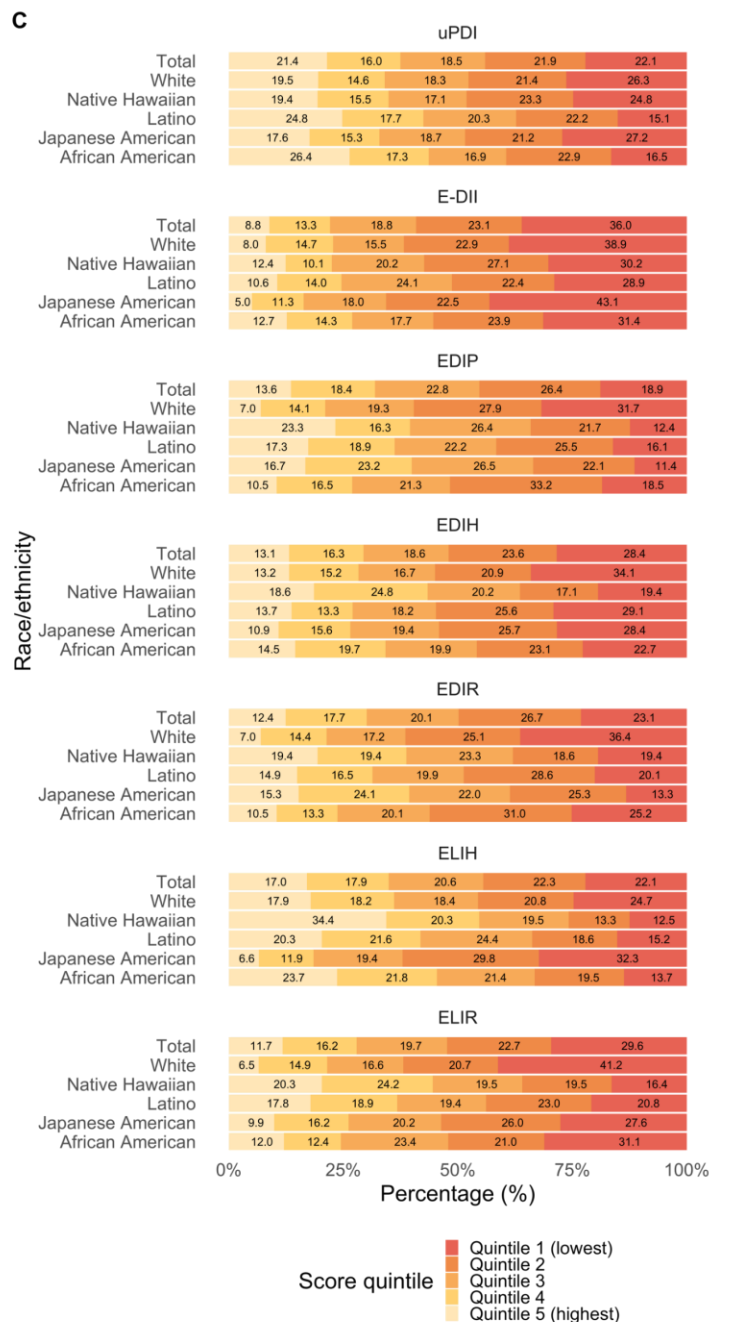 C
uPDI
Total 21.4 16.0 18.5 21.9 22.1
White 19.5 14.6 18.3 21.4 26.3
Native Hawaiian 19.4 15.5 17.1 23.3 24.8
Latino 24.8 17.7 20.3 22.2 15.1
Japanese American 17.6 15.3 18.7 21.2 27.2
African American 26.4 17.3 16.9 22.9 16.5
E-DII
Total 8.8 13.3 18.8 23.1 36.0
White 8.0 14.7 15.5 22.9 38.9
Native Hawaiian 12.4 10.1 20.2 27.1 30.2
Latino 10.6 14.0 24.1 22.4 28.9
Japanese American 5.0 11.3 18.0 22.5 43.1
African American 12.7 14.3 17.7 23.9 31.4
EDIP
Total 13.6 18.4 22.8 26.4 18.9
White 7.0 14.1 19.3 27.9 31.7
Native Hawaiian 23.3 16.3 26.4 21.7 12.4
Latino 17.3 18.9 22.2 25.5 16.1
Japanese American 16.7 23.2 26.5 22.1 11.4
African American 10.5 16.5 21.3 33.2 18.5
EDIH
Total 13.1 16.3 18.6 23.6 28.4
White 13.2 15.2 16.7 20.9 34.1
Native Hawaiian 18.6 24.8 20.2 17.1 19.4
Latino 13.7 13.3 18.2 25.6 29.1
Japanese American 10.9 15.6 19.4 25.7 28.4
African American 14.5 19.7 19.9 23.1 22.7
Race/ethnicity
EDIR
Total 12.4 17.7 20.1 26.7 23.1
White 7.0 14.4 17.2 25.1 36.4
Native Hawaiian 19.4 19.4 23.3 18.6 19.4
Latino 14.9 16.5 19.9 28.6 20.1
Japanese American 15.3 24.1 22.0 25.3 13.3
African American 10.5 13.3 20.1 31.0 25.2
ELIH
Total 17.0 17.9 20.6 22.3 22.1
White 17.9 18.2 18.4 20.8 24.7
Native Hawaiian 34.4 20.3 19.5 13.3 12.5
Latino 20.3 21.6 24.4 18.6 15.2
Japanese American 6.6 11.9 19.4 29.8 32.3
African American 23.7 21.8 21.4 19.5 13.7
ELIR
Total 11.7 16.2 19.7 22.7 29.6
White 6.5 14.9 16.6 20.7 41.2
Native Hawaiian 20.3 24.2 19.5 19.5 16.4
Latino 17.8 18.9 19.4 23.0 20.8
Japanese American 9.9 16.2 20.2 26.0 27.6
African American 12.0 12.4 23.4 21.0 31.1
0% 25% 50% 75% 100%
Percentage (%)
Score quintile
Quintile 1 (lowest)
Quintile 2
Quintile 3
Quintile 4
Quintile 5 (highest)